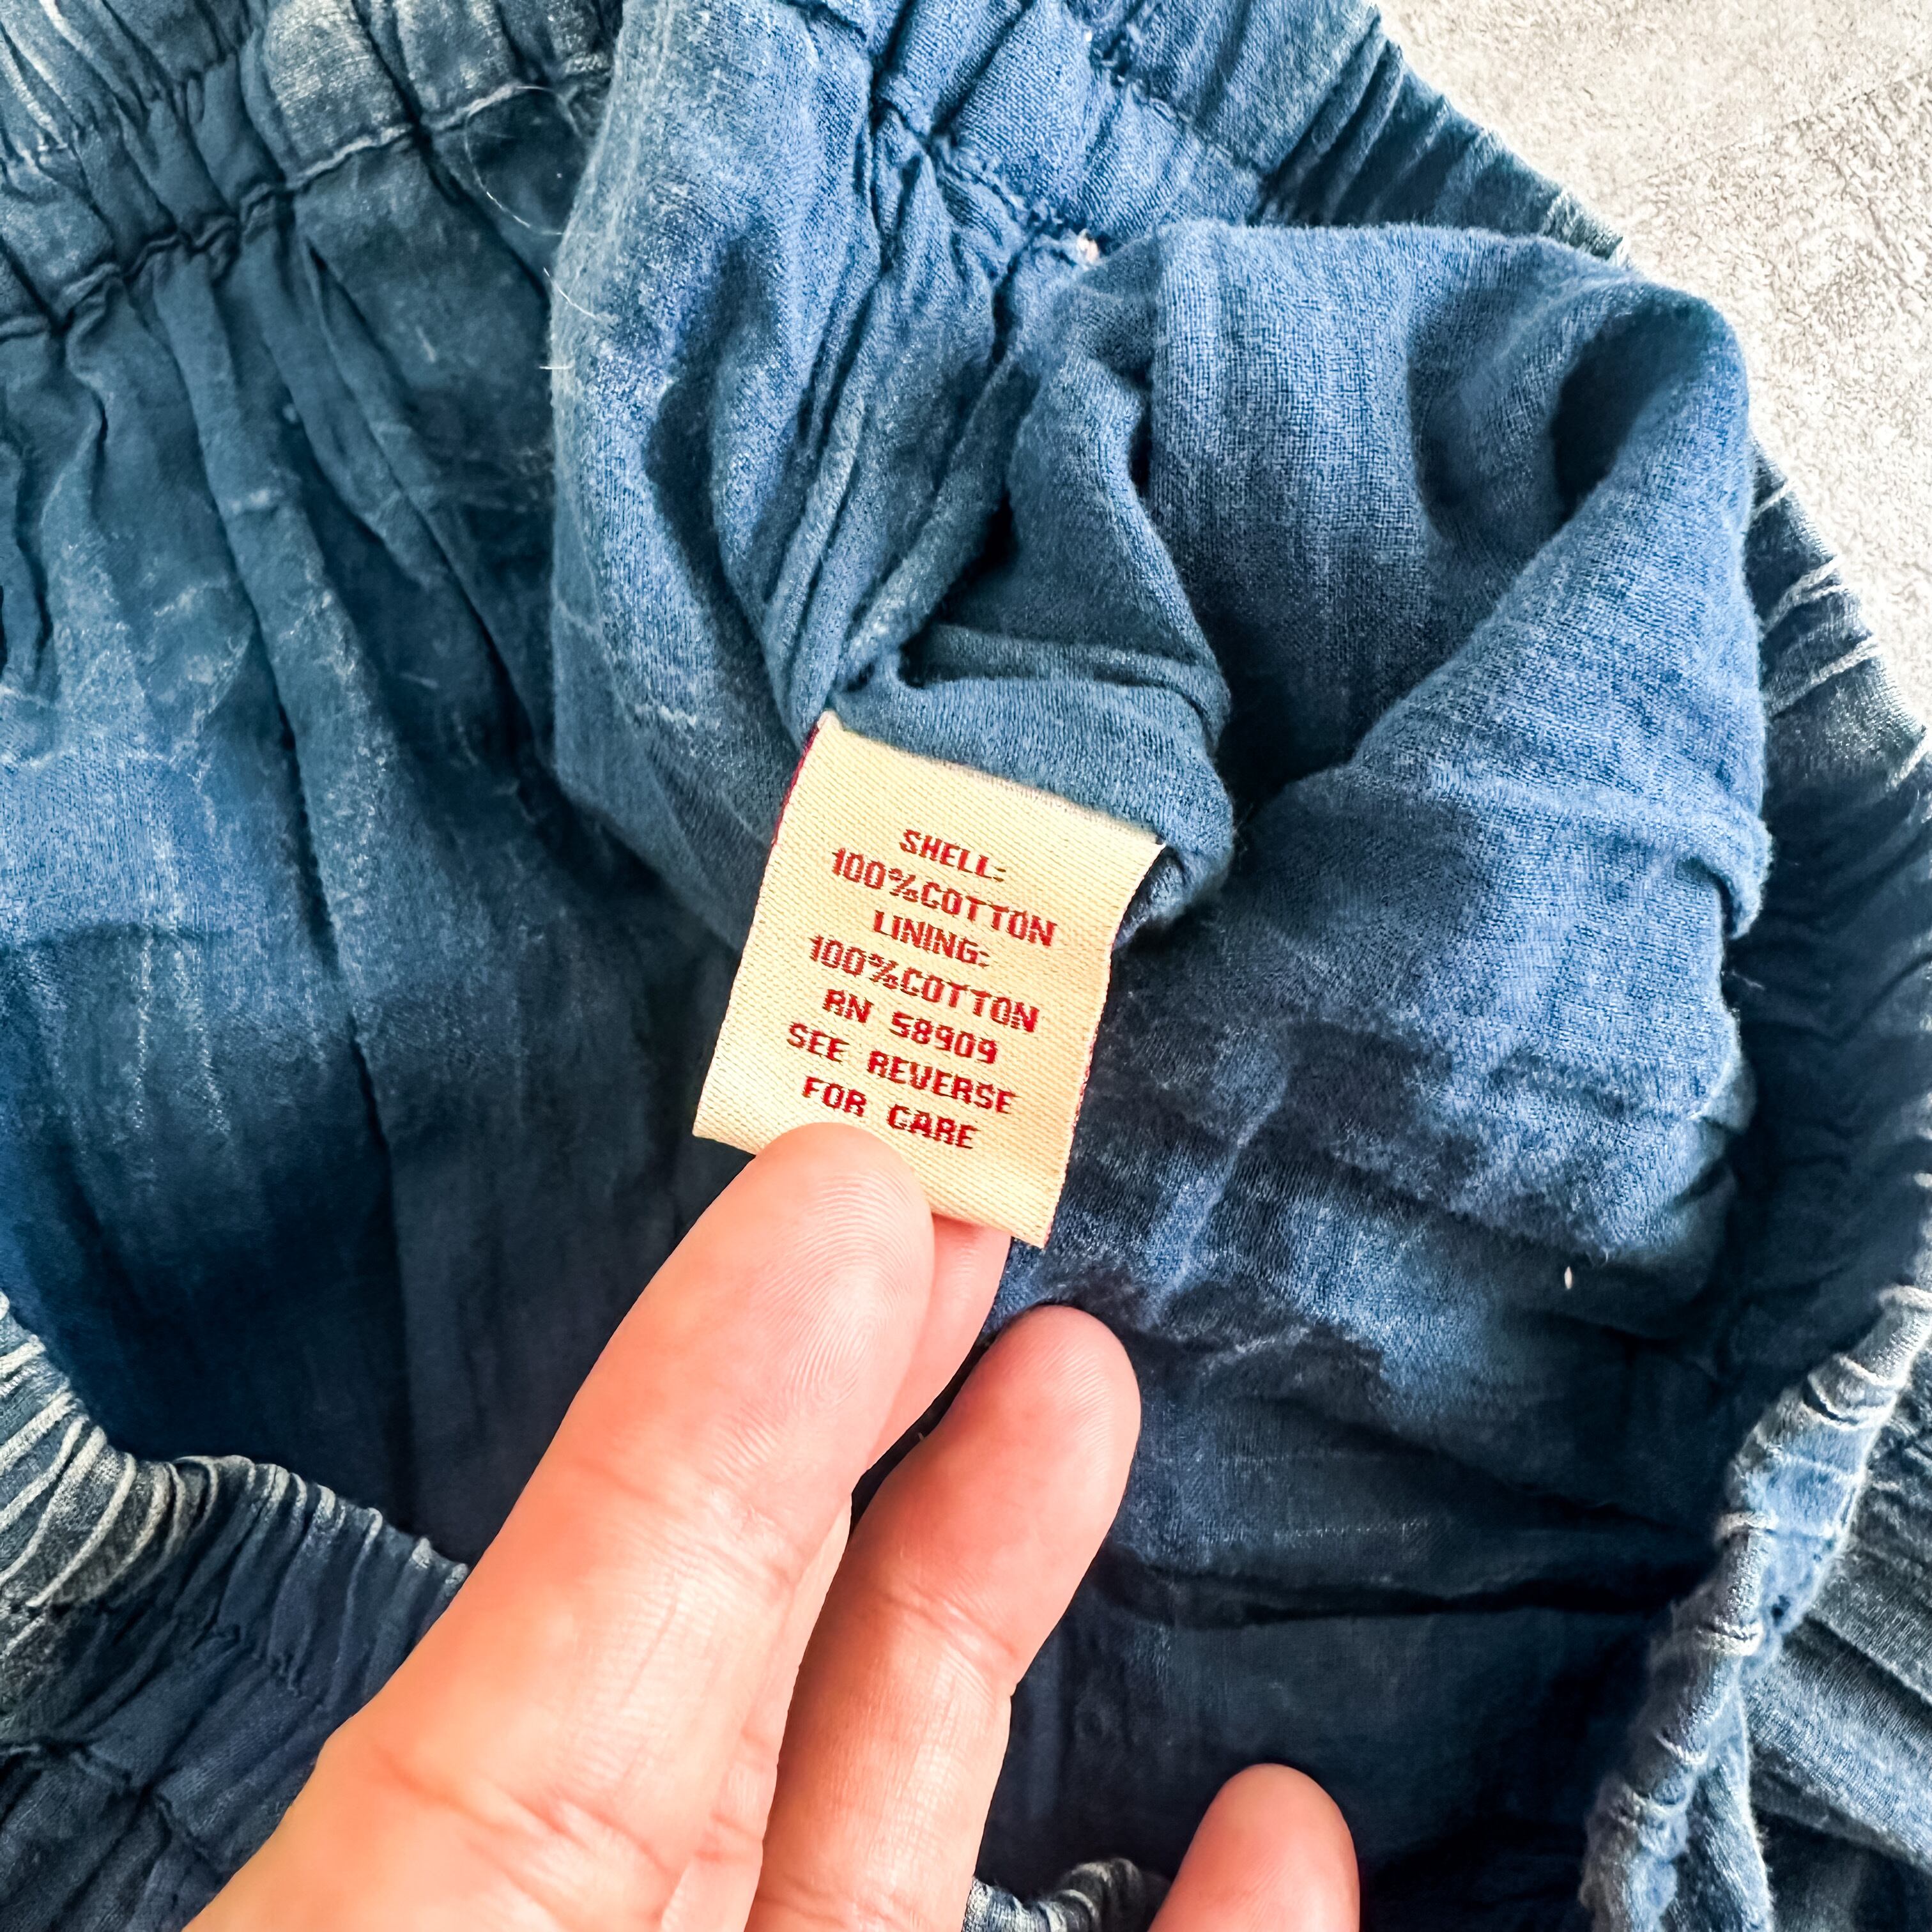 SHELL:
100%COTTON
LINING:
100%COTTON
RN 58909
SEE REVERSE
FOR CARE